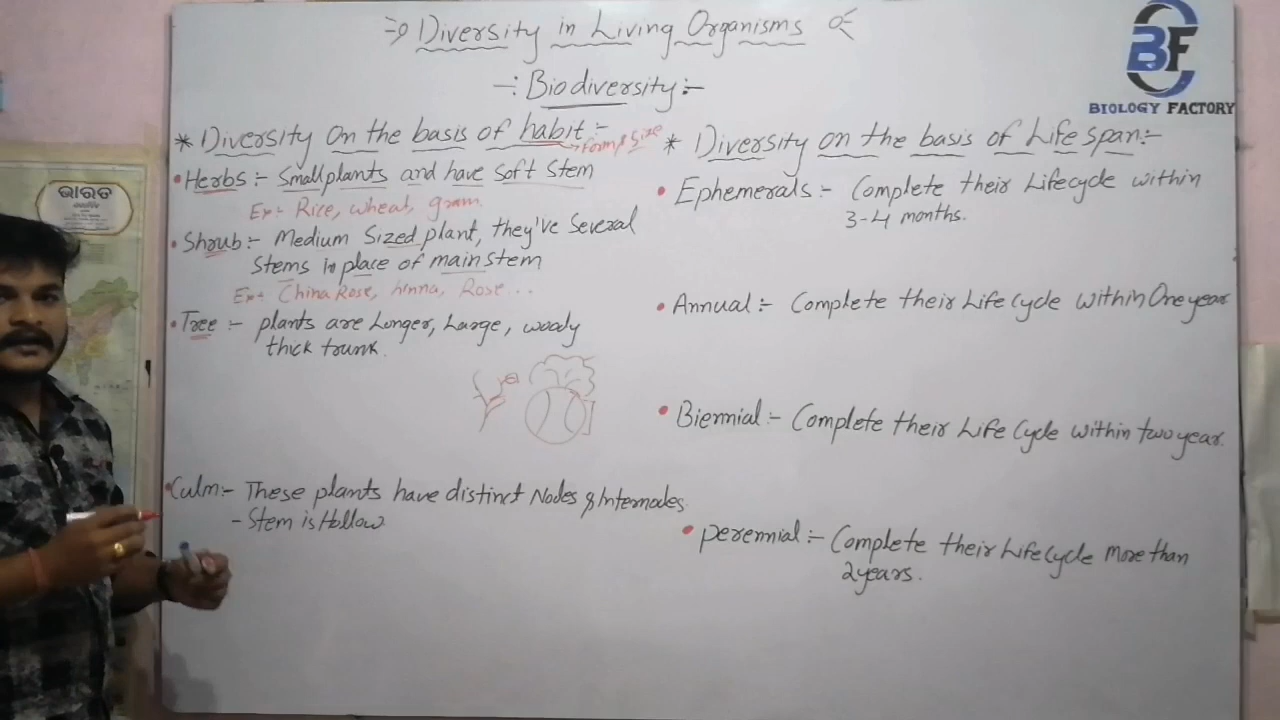 Diversity in Living Organisms
-: Biodiversity :-
BF
BIOLOGY FACTORY
* Diversity on the basis of habit :-
→ Form & Size
• Herbs :- Small plants and have soft stem
Ex:- Rice, wheat, gram.
• Shrub :- Medium Sized plant, they've Several
Stems in place of main stem
Ex:- China Rose, hnna, Rose...
• Tree :- plants are Longer, Large, woody
thick trunk.
• Culm :- These plants have distinct Nodes & Internodes.
- Stem is Hollow
* Diversity on the basis of Life span :-
• Ephemerals :- Complete their Lifecycle within
3-4 months.
• Annual :- Complete their Life Cycle within One year
• Biennial :- Complete their Life Cycle within two year.
• perennial :- Complete their Life Cycle more than
2 years.
ଭାରତ